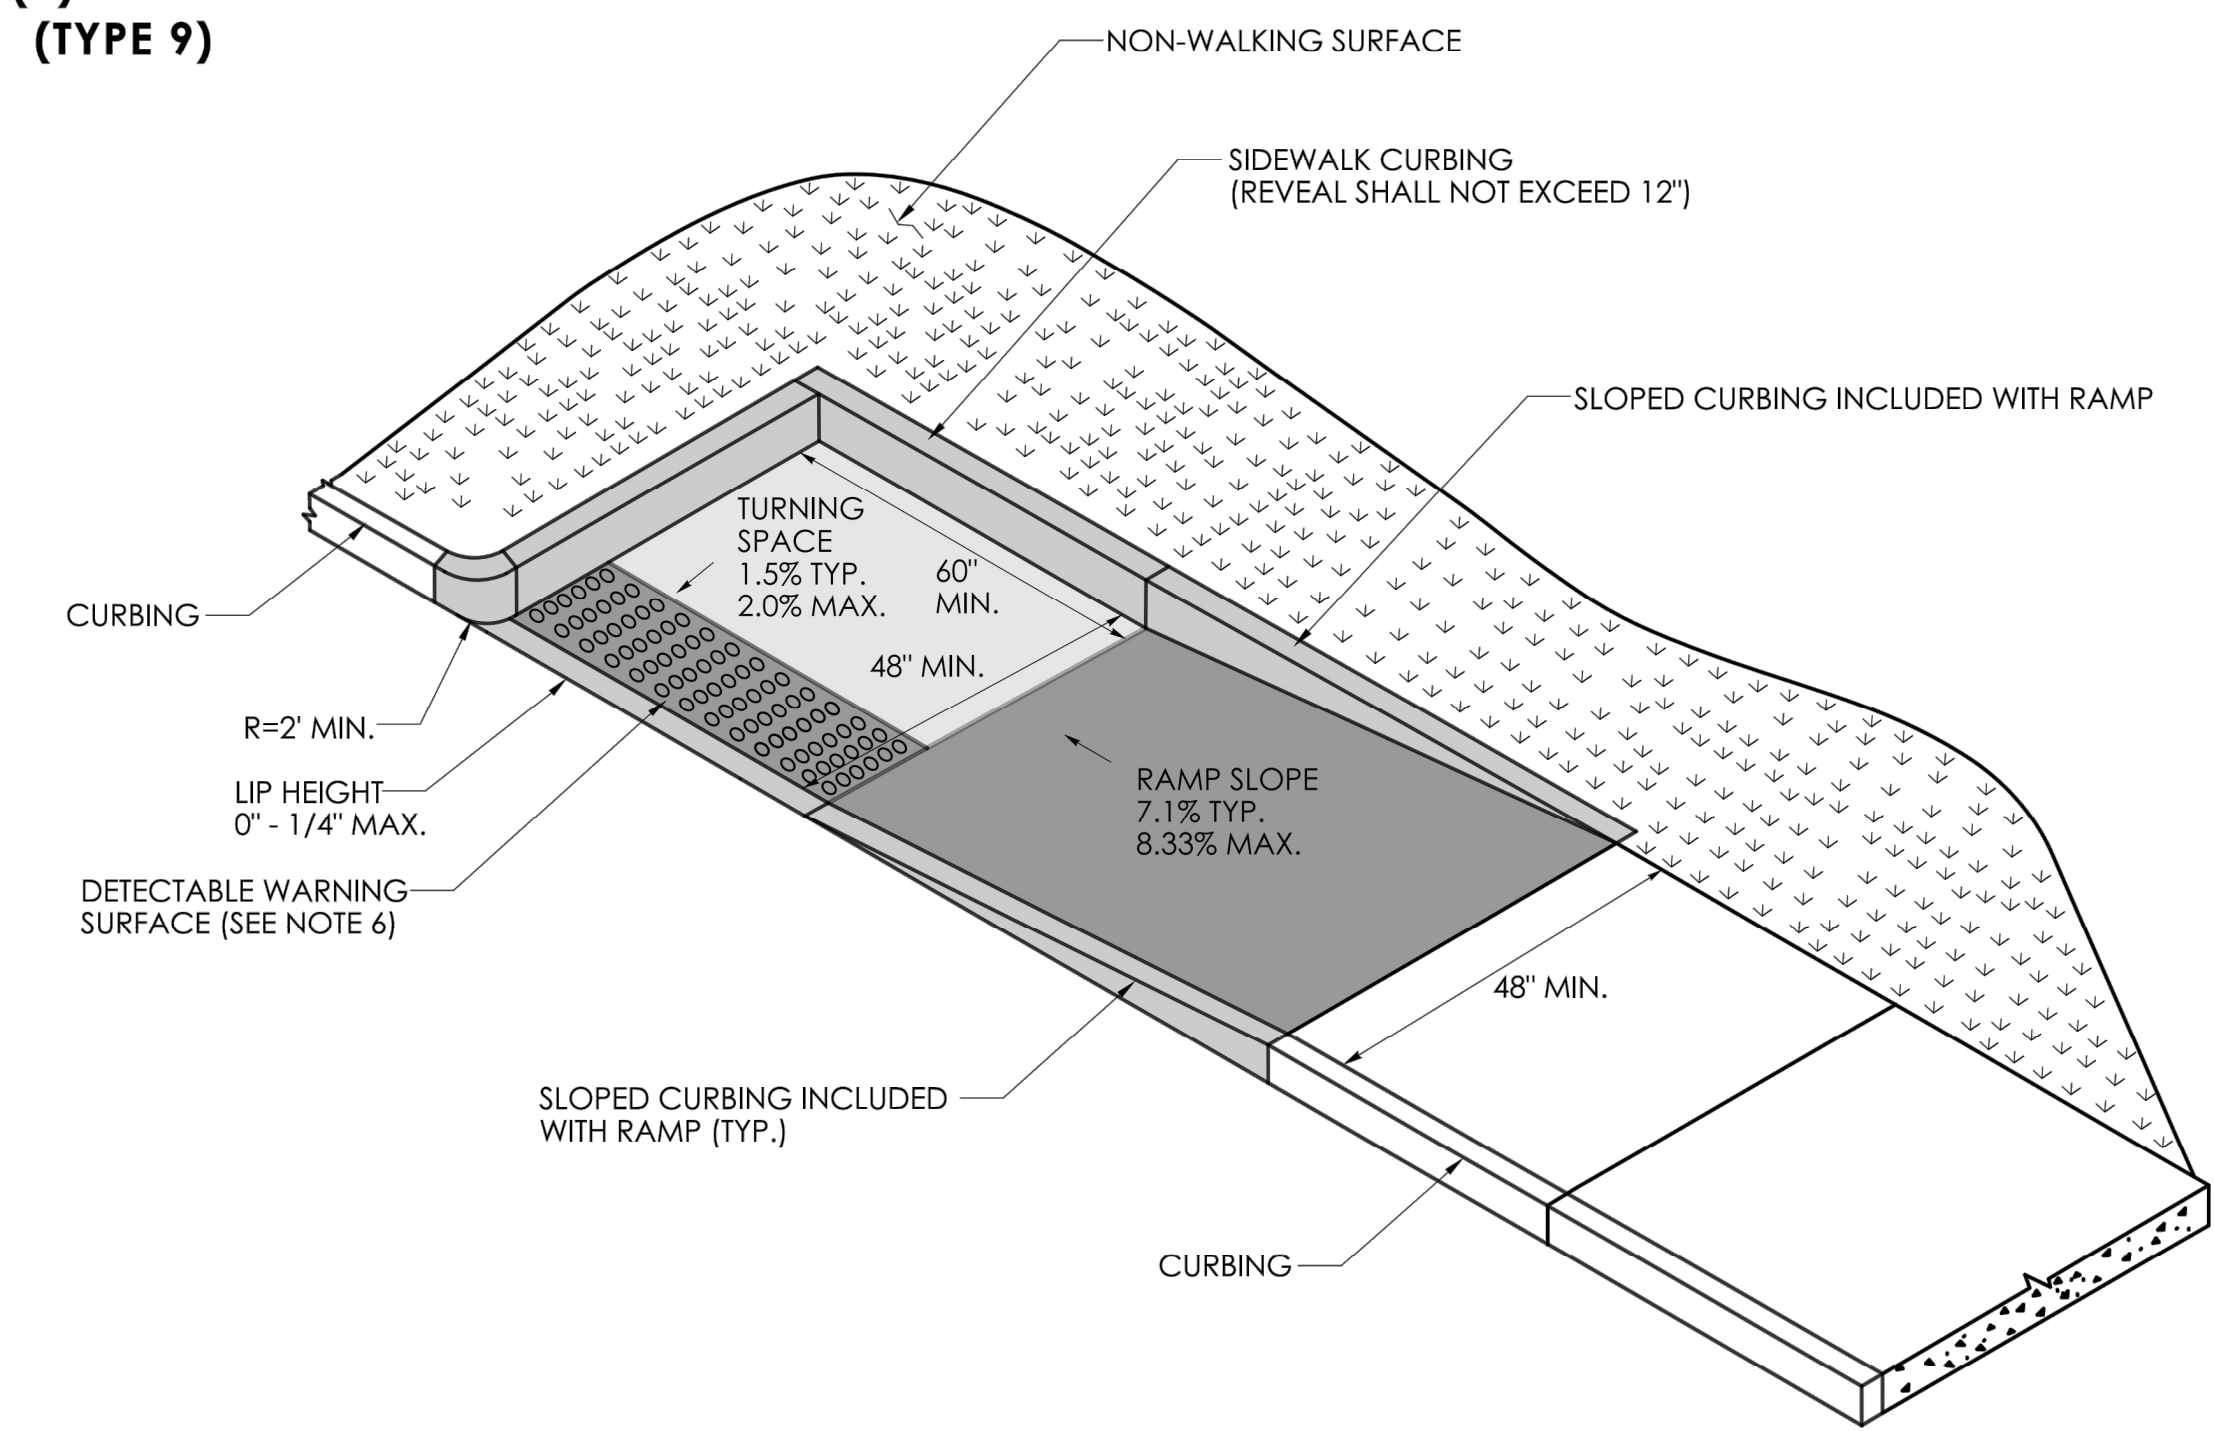 (TYPE 9)
NON-WALKING SURFACE
SIDEWALK CURBING
(REVEAL SHALL NOT EXCEED 12")
SLOPED CURBING INCLUDED WITH RAMP
TURNING
SPACE
1.5% TYP.
2.0% MAX.
60"
MIN.
48" MIN.
CURBING
R=2' MIN.
LIP HEIGHT
0" - 1/4" MAX.
DETECTABLE WARNING
SURFACE (SEE NOTE 6)
RAMP SLOPE
7.1% TYP.
8.33% MAX.
48" MIN.
SLOPED CURBING INCLUDED
WITH RAMP (TYP.)
CURBING